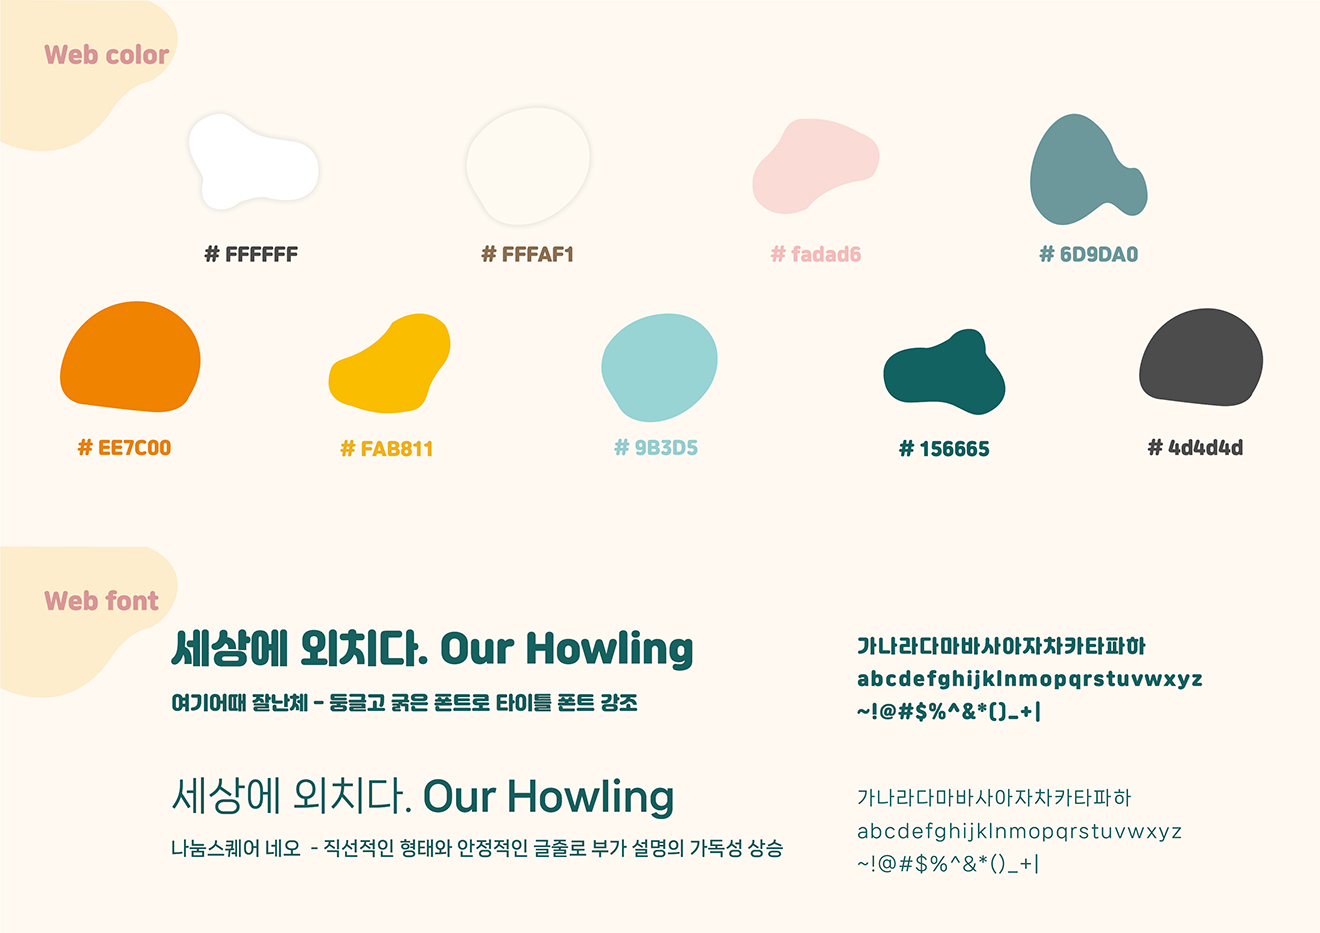 Web color
# FFFFFF
# FFFAF1
# fadad6
# 6D9DA0
# EE7C00
# FAB811
# 9B3D5
# 156665
# 4d4d4d
Web font
세상에 외치다. Our Howling
여기어때 잘난체 - 둥글고 굵은 폰트로 타이틀 폰트 강조
가나라다마바사아자차카타파하
abcdefghijklnmopqrstuvwxyz
~!@#$%^&*()_+|
세상에 외치다. Our Howling
나눔스퀘어 네오 - 직선적인 형태와 안정적인 글줄로 부가 설명의 가독성 상승
가나라다마바사아자차카타파하
abcdefghijklnmopqrstuvwxyz
~!@#$%^&*()_+|